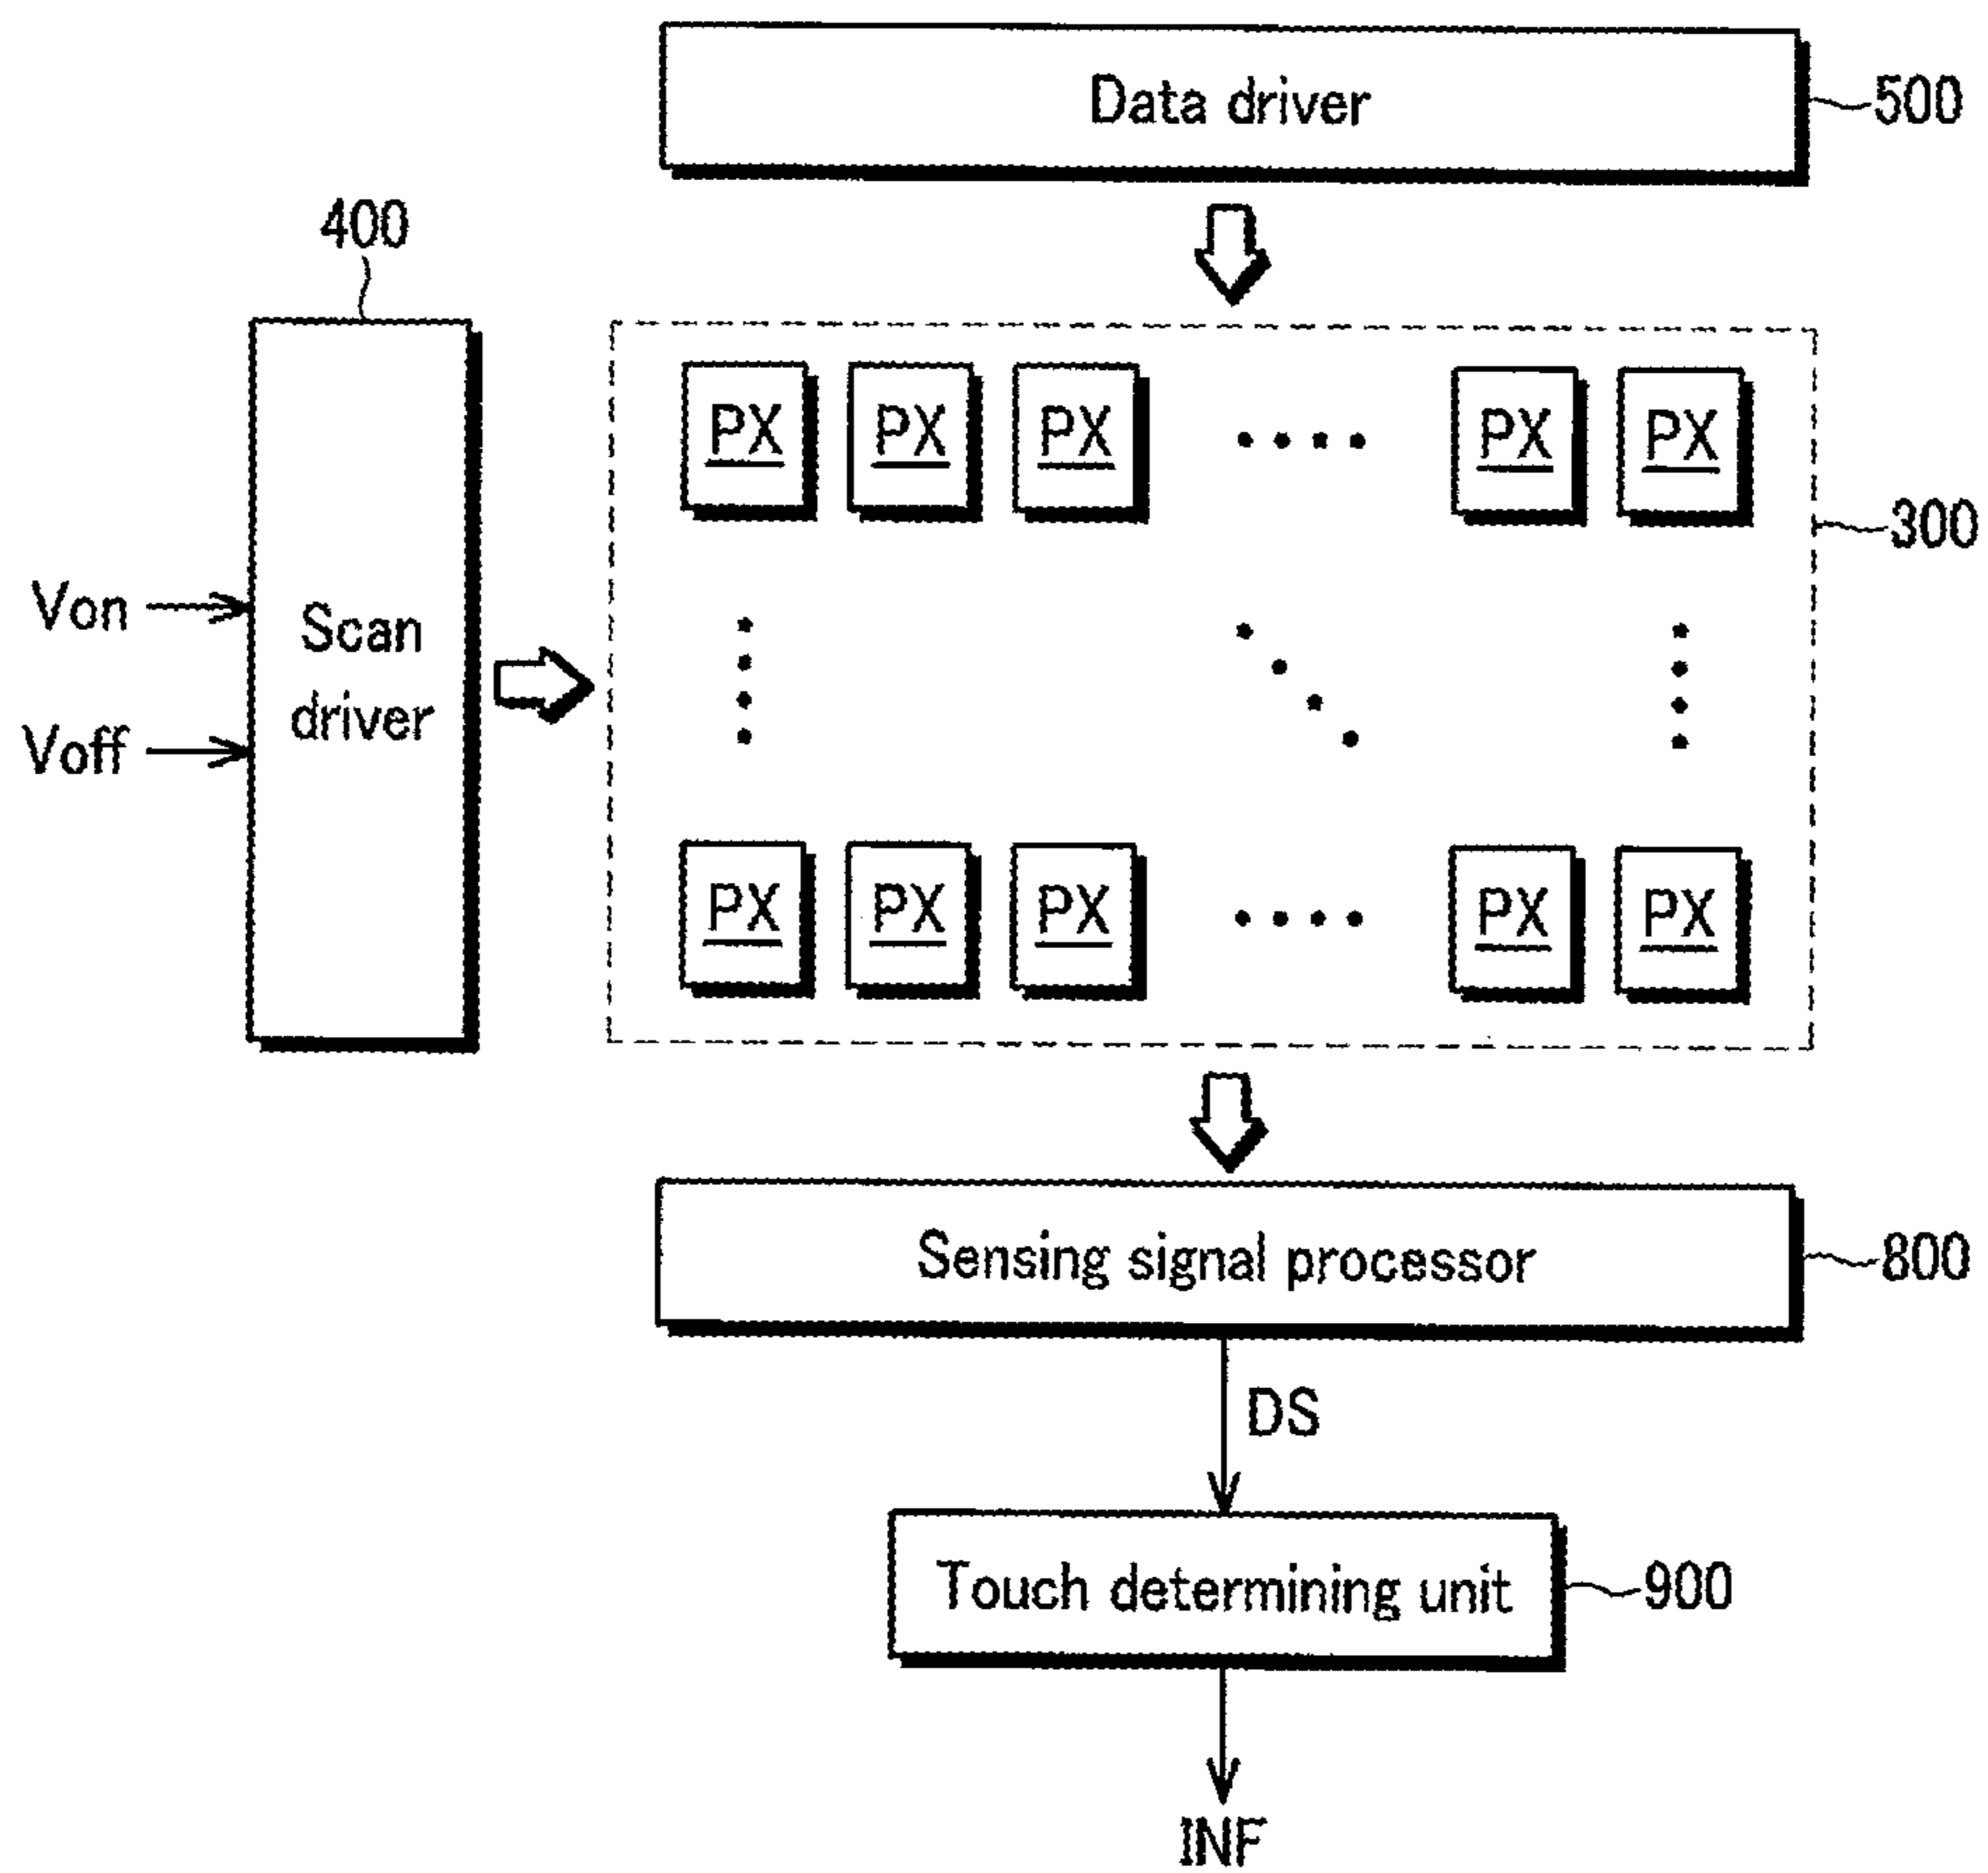 Data driver
500
400
PX PX PX PX PX
300
Von
Scan
driver
Voff
PX PX PX PX PX
Sensing signal processor
800
DS
Touch determining unit
900
INF